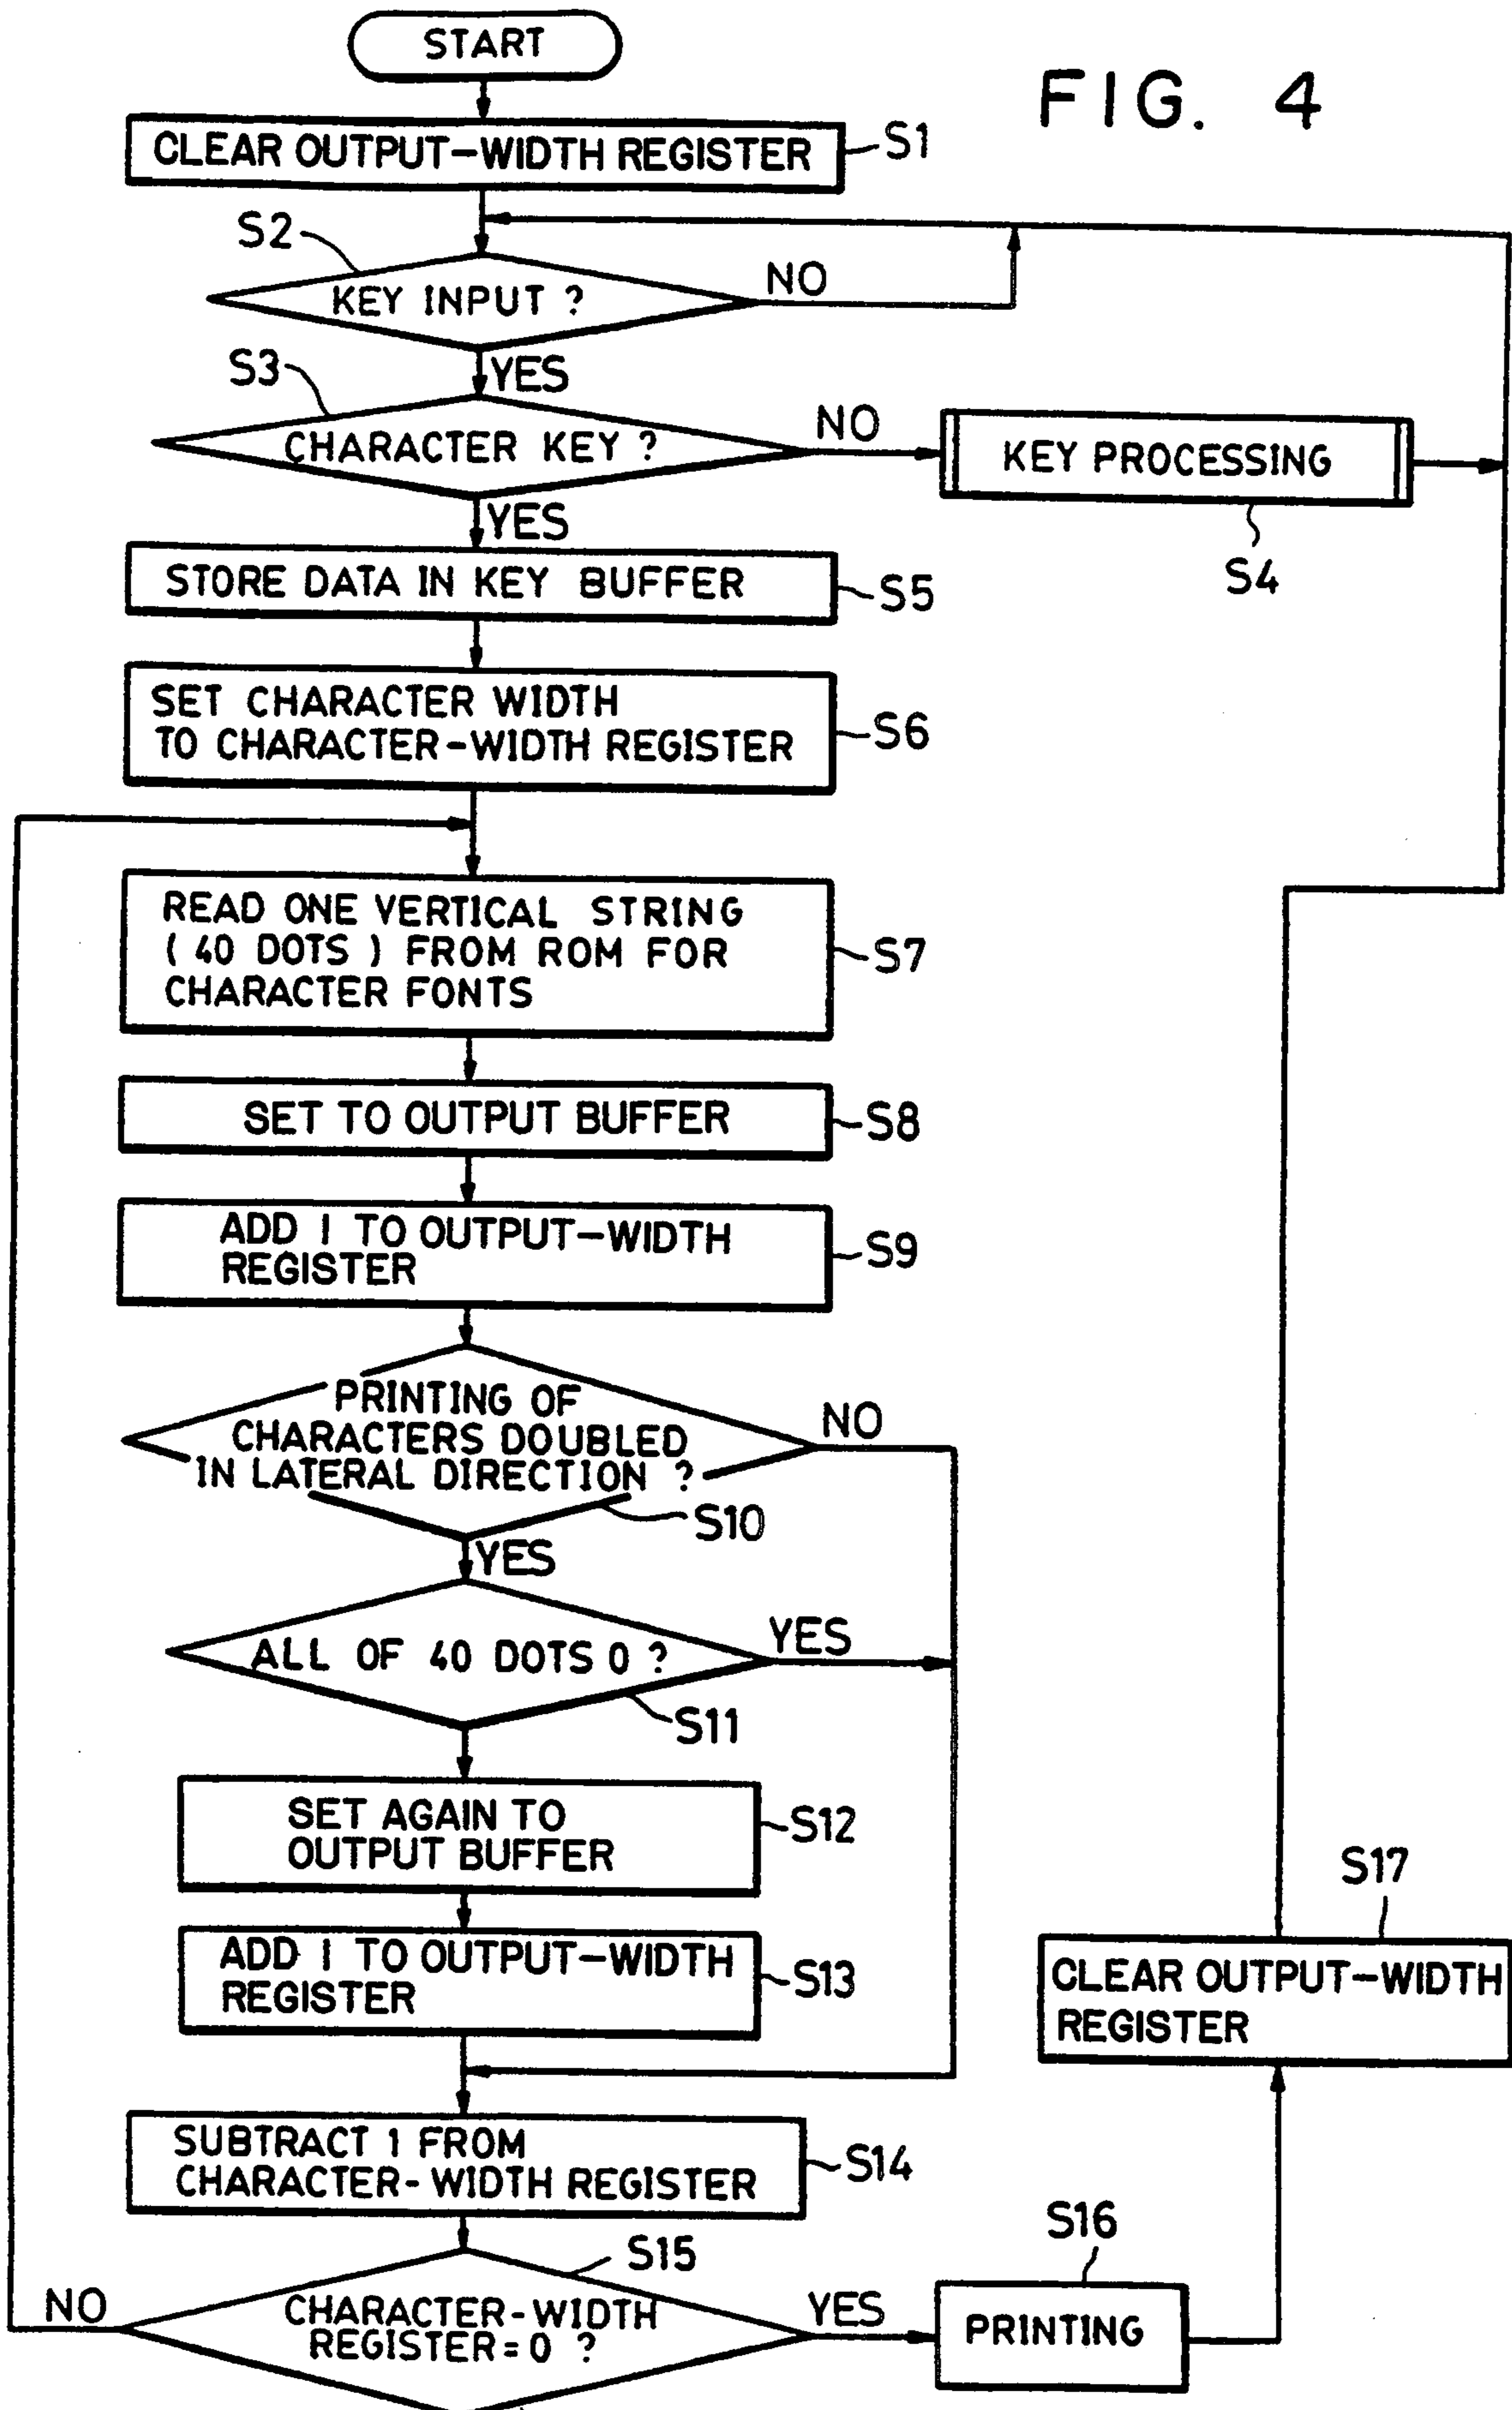 START
FIG. 4
CLEAR OUTPUT-WIDTH REGISTER
S1
S2
KEY INPUT ?
NO
YES
S3
CHARACTER KEY ?
NO
KEY PROCESSING
S4
YES
STORE DATA IN KEY BUFFER
S5
SET CHARACTER WIDTH
TO CHARACTER-WIDTH REGISTER
S6
READ ONE VERTICAL STRING
( 40 DOTS ) FROM ROM FOR
CHARACTER FONTS
S7
SET TO OUTPUT BUFFER
S8
ADD 1 TO OUTPUT-WIDTH
REGISTER
S9
PRINTING OF
CHARACTERS DOUBLED
IN LATERAL DIRECTION ?
NO
S10
YES
ALL OF 40 DOTS 0 ?
YES
S11
SET AGAIN TO
OUTPUT BUFFER
S12
ADD 1 TO OUTPUT-WIDTH
REGISTER
S13
S17
CLEAR OUTPUT-WIDTH
REGISTER
SUBTRACT 1 FROM
CHARACTER-WIDTH REGISTER
S14
S15
CHARACTER-WIDTH
REGISTER=0 ?
NO
YES
S16
PRINTING